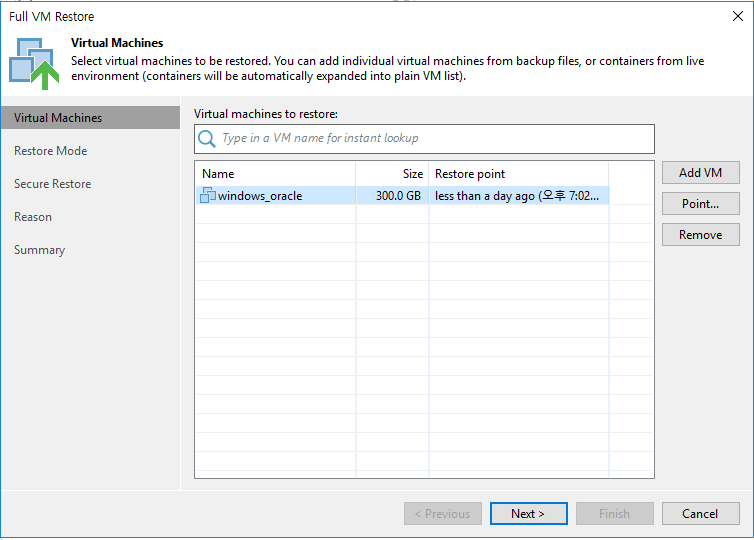 Full VM Restore
Virtual Machines
Select virtual machines to be restored. You can add individual virtual machines from backup files, or containers from live
environment (containers will be automatically expanded into plain VM list).
Virtual Machines
Restore Mode
Secure Restore
Reason
Summary
Virtual machines to restore:
Type in a VM name for instant lookup
Name Size Restore point
windows_oracle 300.0 GB less than a day ago (오후 7:02...
Add VM
Point...
Remove
< Previous
Next >
Finish
Cancel